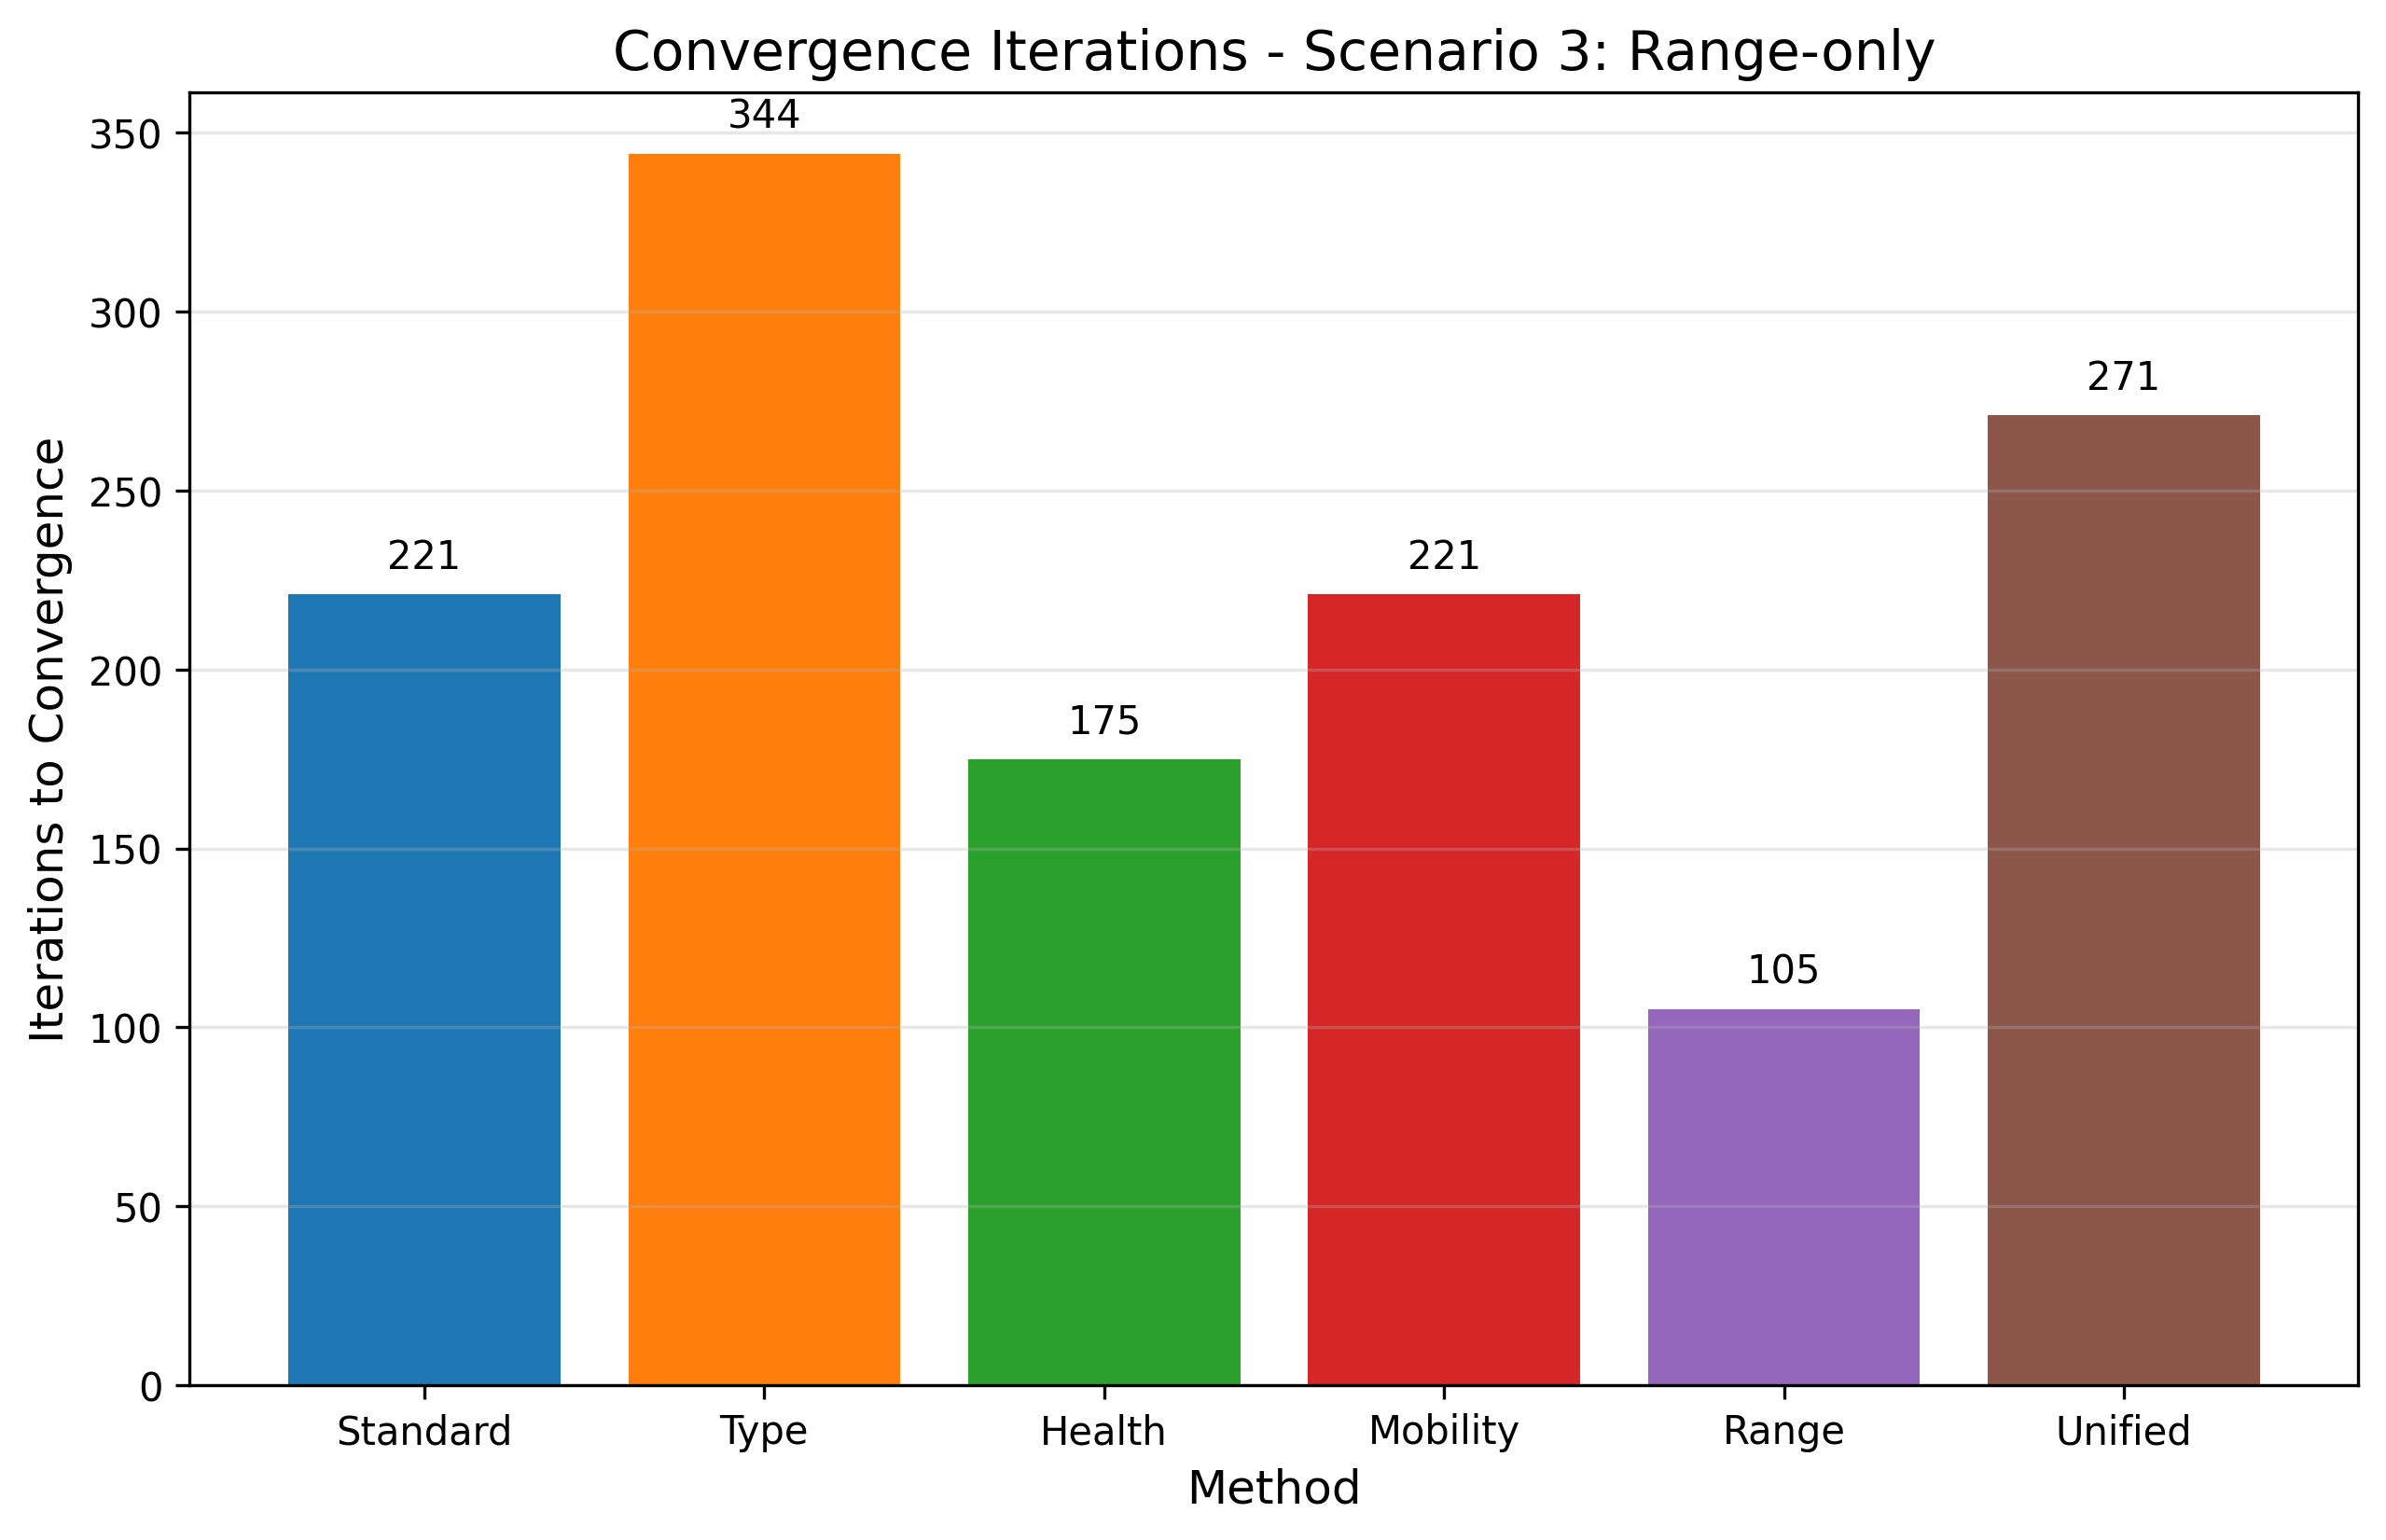 Convergence Iterations - Scenario 3: Range-only
Iterations to Convergence
350
300
250
200
150
100
50
0
221
344
175
221
105
271
Standard
Type
Health
Mobility
Range
Unified
Method